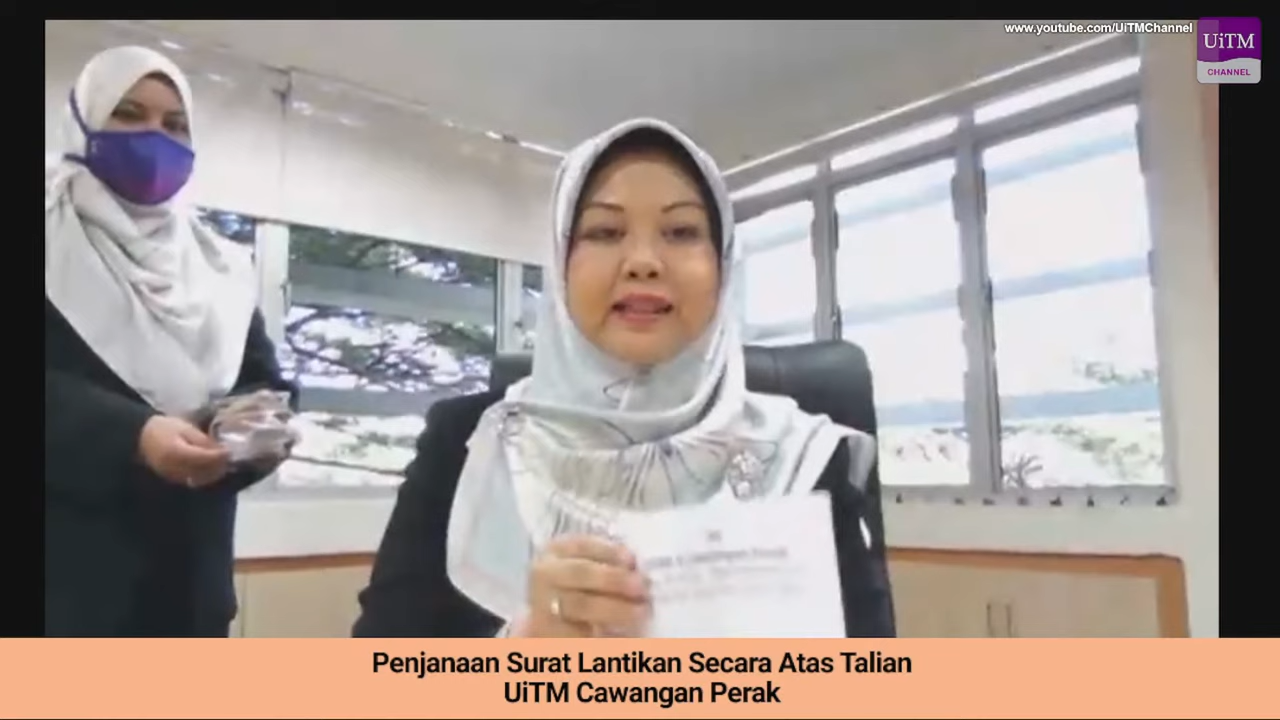 www.youtube.com/UiTMChannel
UiTM
CHANNEL
Penjanaan Surat Lantikan Secara Atas Talian
UiTM Cawangan Perak